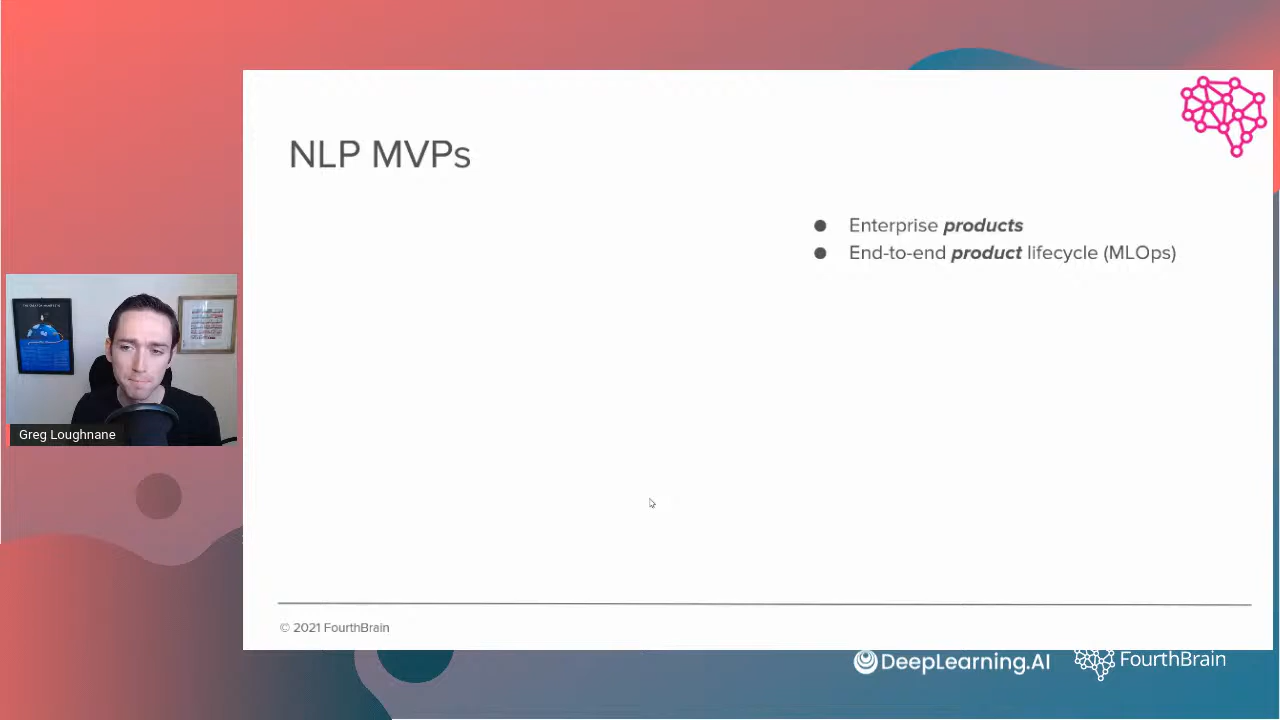 NLP MVPs
● Enterprise products
● End-to-end product lifecycle (MLOps)
Greg Loughnane
© 2021 FourthBrain
DeepLearning.AI
FourthBrain